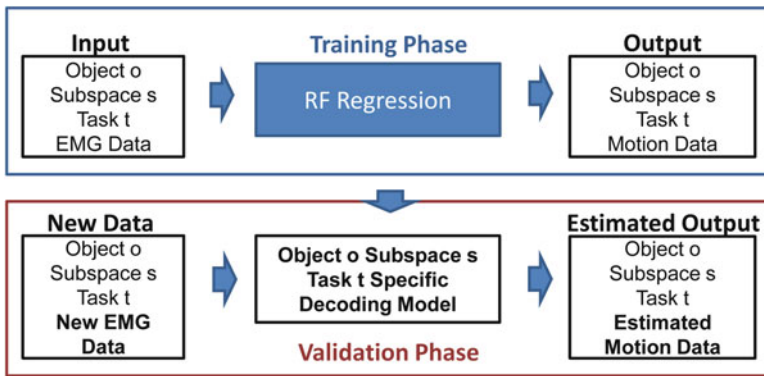 Input
Training Phase
Output
Object o
Subspace s
Task t
EMG Data
RF Regression
Object o
Subspace s
Task t
Motion Data
New Data
Estimated Output
Object o
Subspace s
Task t
New EMG
Data
Object o Subspace s
Task t Specific
Decoding Model
Object o
Subspace s
Task t
Estimated
Motion Data
Validation Phase